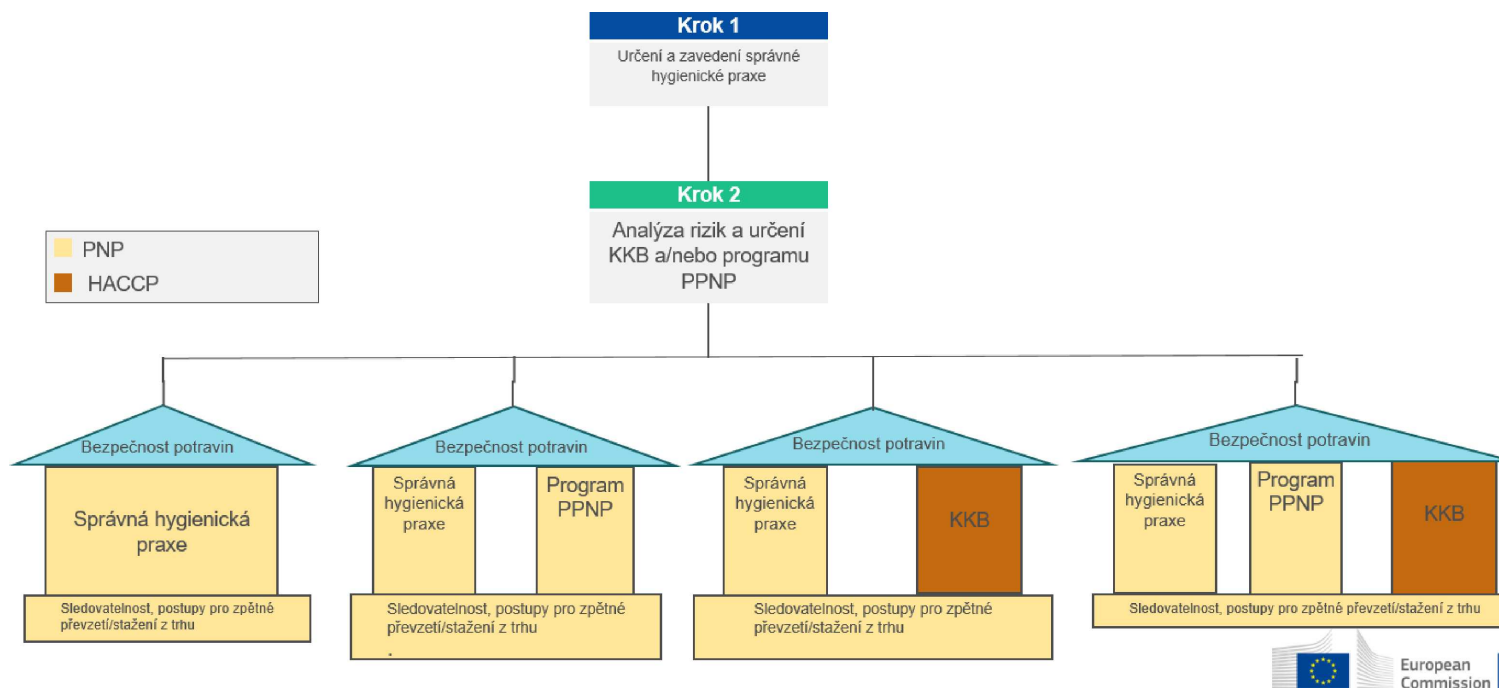 Krok 1
Určení a zavedení správné
hygienické praxe
Krok 2
Analýza rizik a určení
KKB a/nebo programu
PPNP
PNP
HACCP
Bezpečnost potravin
Správná hygienická
praxe
Sledovatelnost, postupy pro zpětné
převzetí/stažení z trhu
Bezpečnost potravin
Správná
hygienická
praxe
Program
PPNP
Sledovatelnost, postupy pro zpětné
převzetí/stažení z trhu
.
Bezpečnost potravin
Správná
hygienická
praxe
KKB
Sledovatelnost, postupy pro zpětné
převzetí/stažení z trhu
Bezpečnost potravin
Správná
hygienická
praxe
Program
PPNP
KKB
Sledovatelnost, postupy pro zpětné převzetí/stažení z trhu
European
Commission